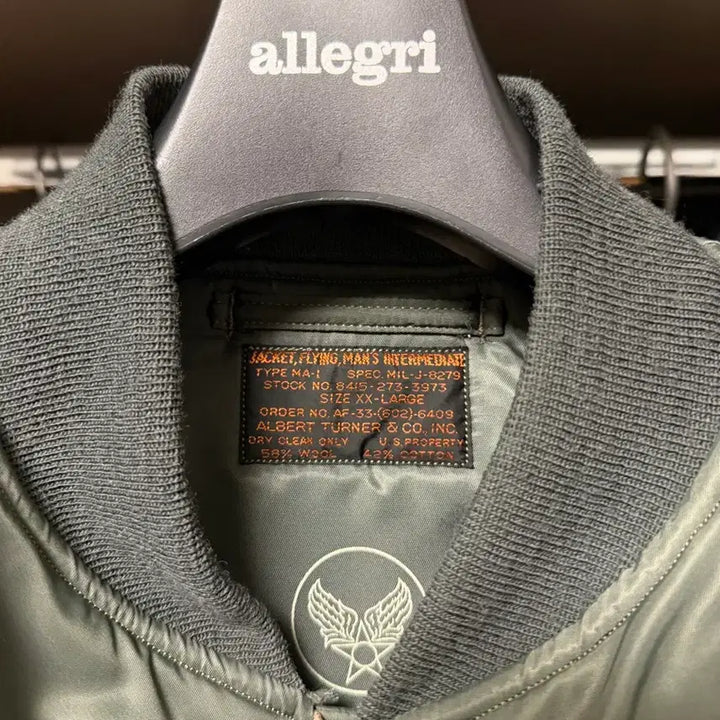 allegri
JACKET, FLYING, MAN'S INTERMEDIATE
TYPE MA-1 SPEC. MIL-J-8279
STOCK NO. 8415-273-3973
SIZE XX-LARGE
ORDER NO. AF-33-(602)-6409
ALBERT TURNER & CO., INC.
DRY CLEAN ONLY U.S. PROPERTY
58% WOOL 42% COTTON